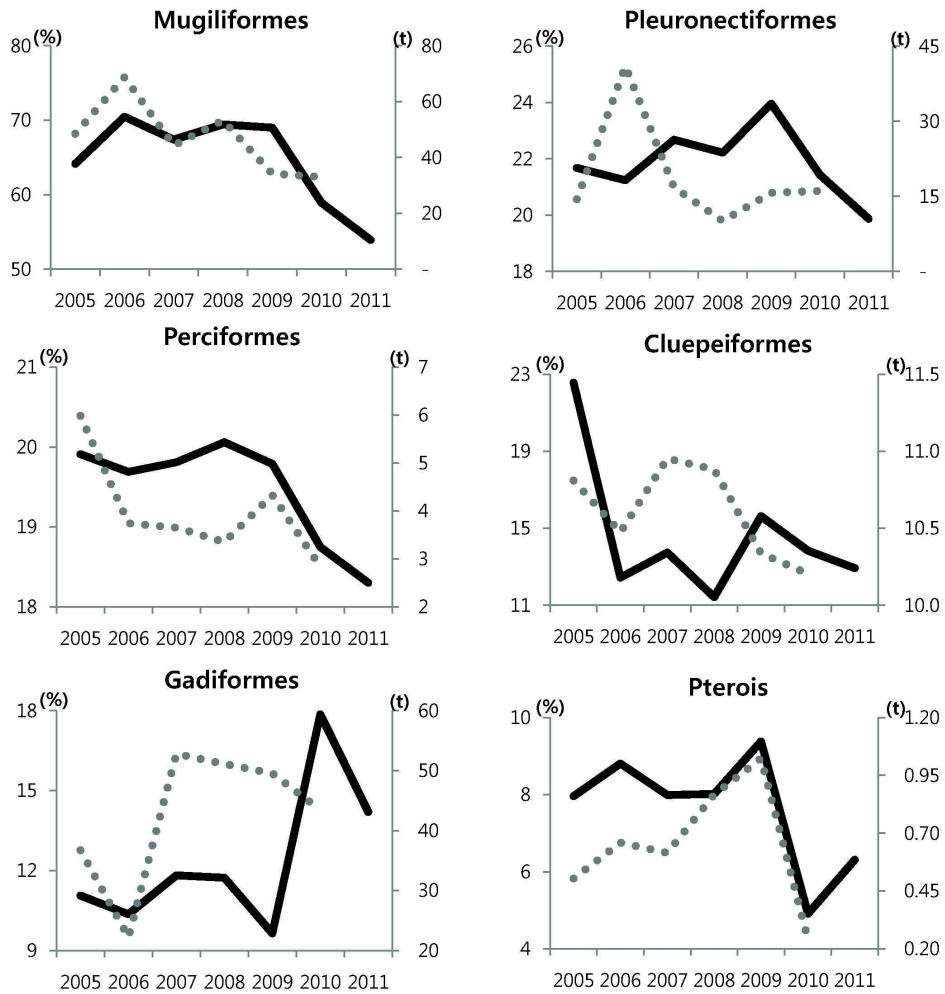 Mugiliformes
(%) (t)
80 80
70 60
60 40
50 20
-
2005 2006 2007 2008 2009 2010 2011
Pleuronectiformes
(%) (t)
26 45
24 30
22 15
20 -
18
2005 2006 2007 2008 2009 2010 2011
Perciformes
(%) (t)
21 7
20 6
19 5
18 4
3
2
2005 2006 2007 2008 2009 2010 2011
Cluepeiformes
(%) (t)
23 11.5
19 11.0
15 10.5
11 10.0
2005 2006 2007 2008 2009 2010 2011
Gadiformes
(%) (t)
18 60
15 50
12 40
9 30
20
2005 2006 2007 2008 2009 2010 2011
Pterois
(%) (t)
10 1.20
8 0.95
6 0.70
4 0.45
0.20
2005 2006 2007 2008 2009 2010 2011